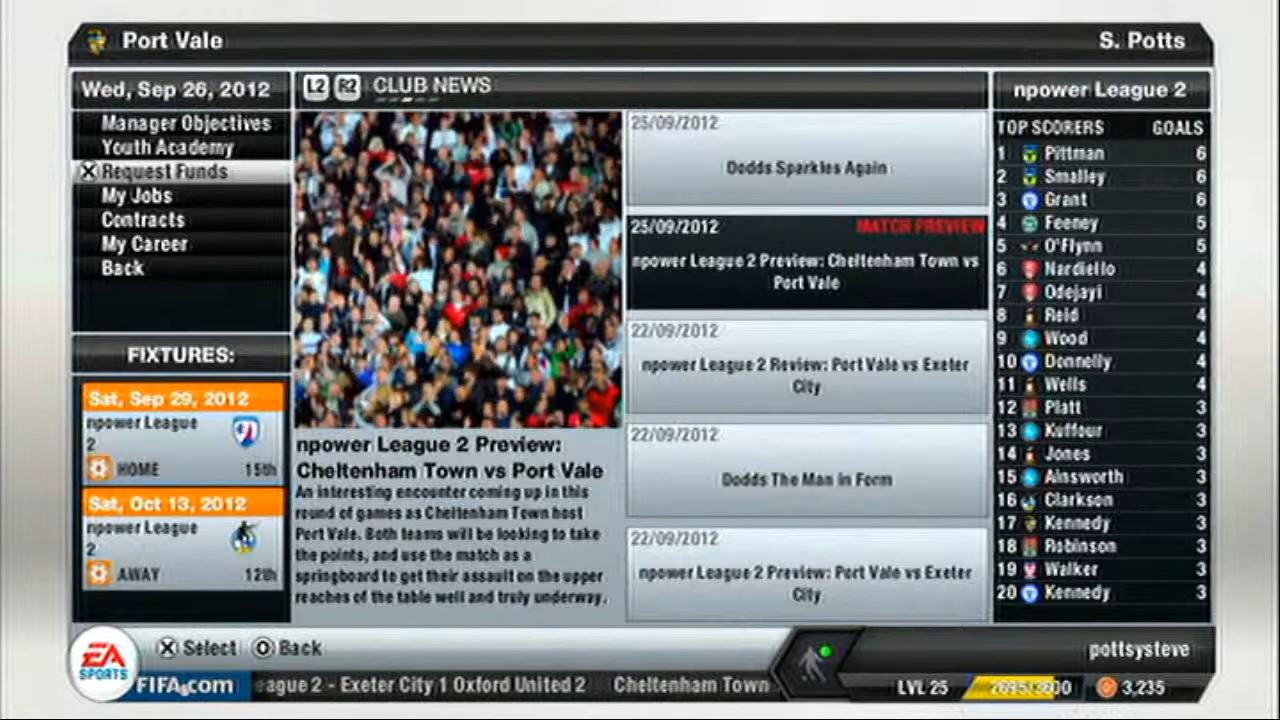 Port Vale
S. Potts
Wed, Sep 26, 2012
L2 R2 CLUB NEWS
npower League 2
Manager Objectives
Youth Academy
Request Funds
My Jobs
Contracts
My Career
Back
FIXTURES:
Sat, Sep 29, 2012
npower League
2
HOME 15th
Sat, Oct 13, 2012
npower League
2
AWAY 12th
npower League 2 Preview:
Cheltenham Town vs Port Vale
An interesting encounter coming up in this
round of games as Cheltenham Town host
Port Vale. Both teams will be looking to take
the points, and use the match as a
springboard to get their assault on the upper
reaches of the table well and truly underway.
25/09/2012
Dodds Sparkles Again
25/09/2012 MATCH PREVIEW
npower League 2 Preview: Cheltenham Town vs
Port Vale
22/09/2012
npower League 2 Review: Port Vale vs Exeter
City
22/09/2012
Dodds The Man in Form
22/09/2012
npower League 2 Preview: Port Vale vs Exeter
City
TOP SCORERS GOALS
1 Pittman 6
2 Smalley 6
3 Grant 6
4 Feeney 5
5 O'Flynn 5
6 Nardiello 4
7 Odejayi 4
8 Reid 4
9 Wood 4
10 Donnelly 4
11 Wells 4
12 Platt 3
13 Kuffour 3
14 Jones 3
15 Ainsworth 3
16 Clarkson 3
17 Kennedy 3
18 Robinson 3
19 Walker 3
20 Kennedy 3
EA
SPORTS
X Select O Back
pottsysteve
FIFA.com
eague 2 - Exeter City 1 Oxford United 2 Cheltenham Town
LVL 25 2695/3600 3,235